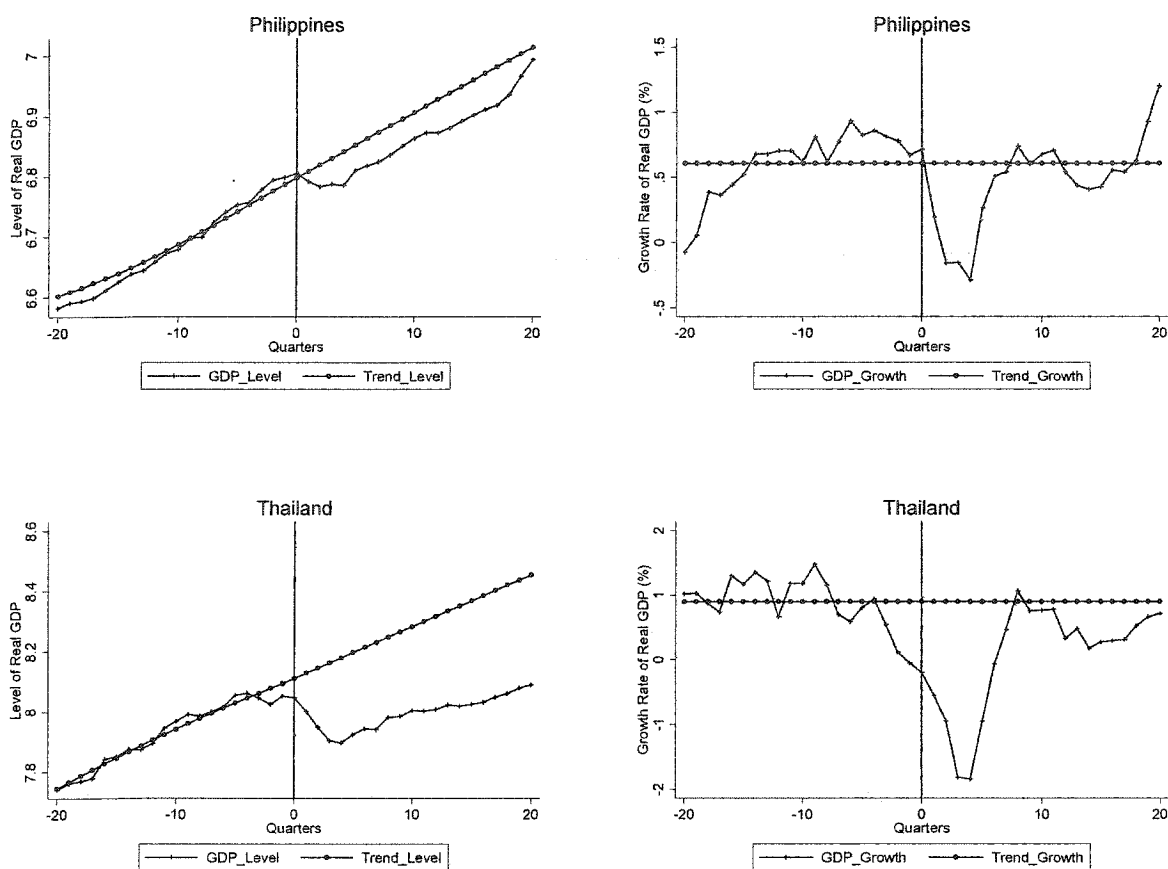 Philippines
Level of Real GDP
7
6.9
6.8
6.7
6.6
-20 -10 0 10 20
Quarters
GDP_Level Trend_Level
Philippines
Growth Rate of Real GDP (%)
1.5
1
.5
0
-.5
-20 -10 0 10 20
Quarters
GDP_Growth Trend_Growth
Thailand
Level of Real GDP
8.6
8.4
8.2
8
7.8
-20 -10 0 10 20
Quarters
GDP_Level Trend_Level
Thailand
Growth Rate of Real GDP (%)
2
1
0
-1
-2
-20 -10 0 10 20
Quarters
GDP_Growth Trend_Growth